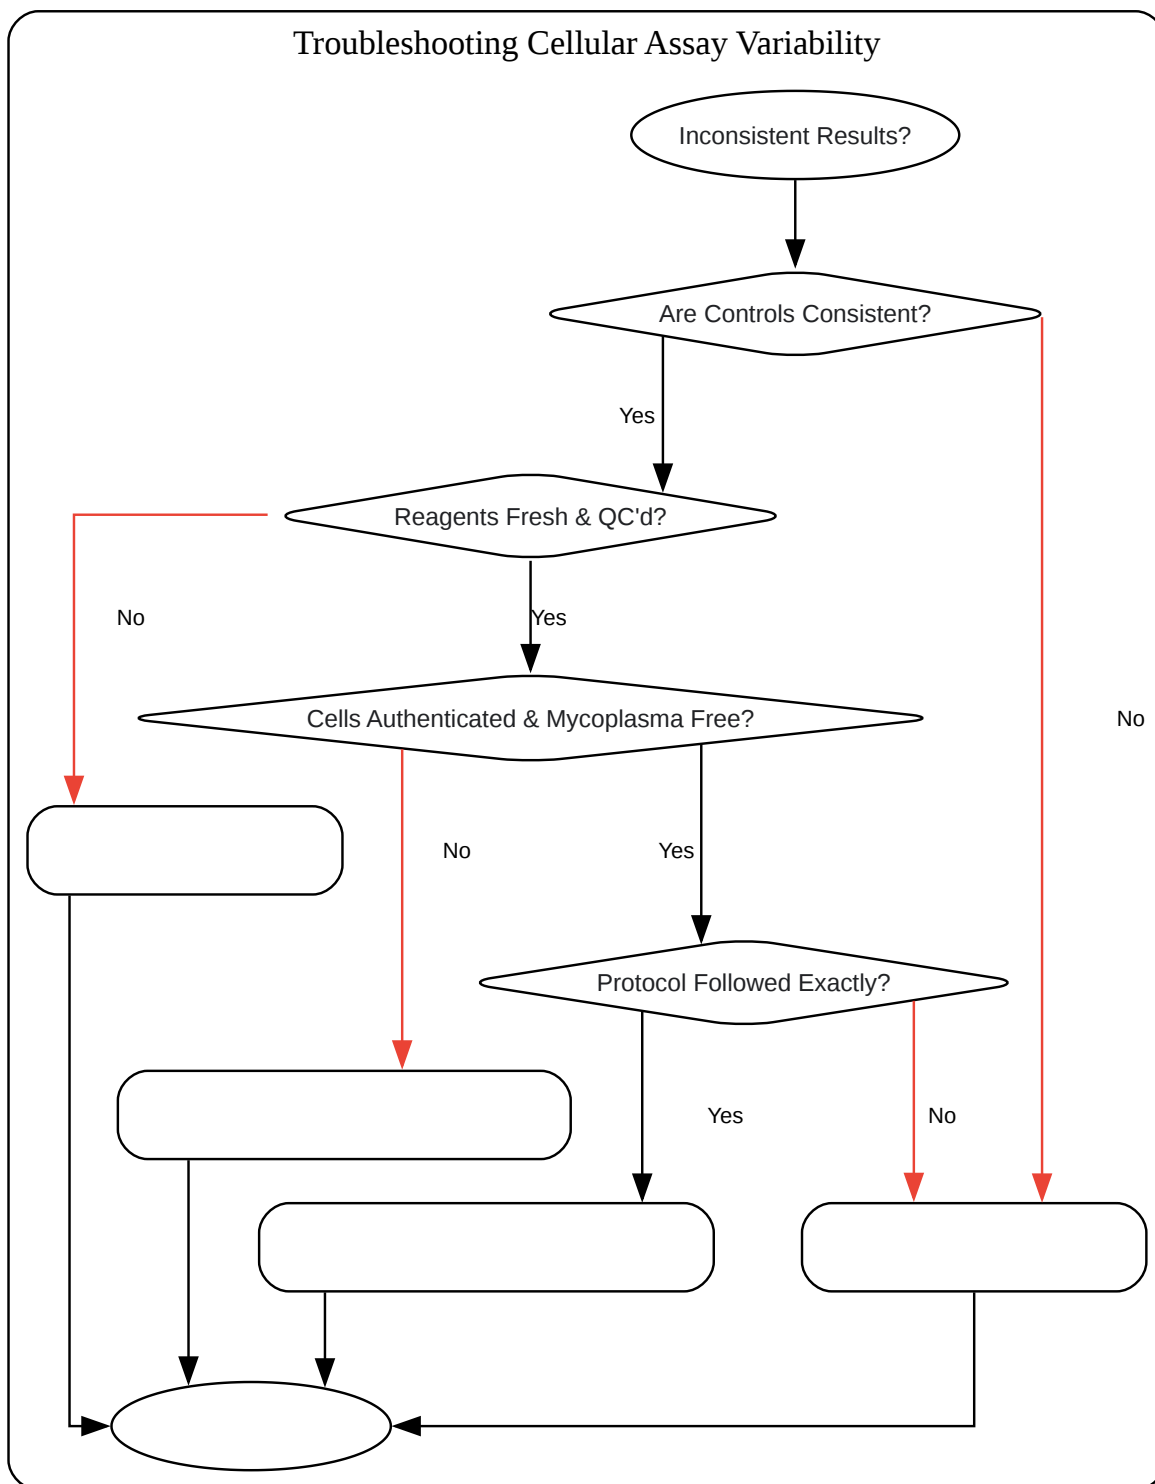 Troubleshooting Cellular Assay Variability
Inconsistent Results?
Are Controls Consistent?
Yes
Reagents Fresh & QC'd?
No
Yes
Cells Authenticated & Mycoplasma Free?
No
No
Yes
Protocol Followed Exactly?
Yes
No